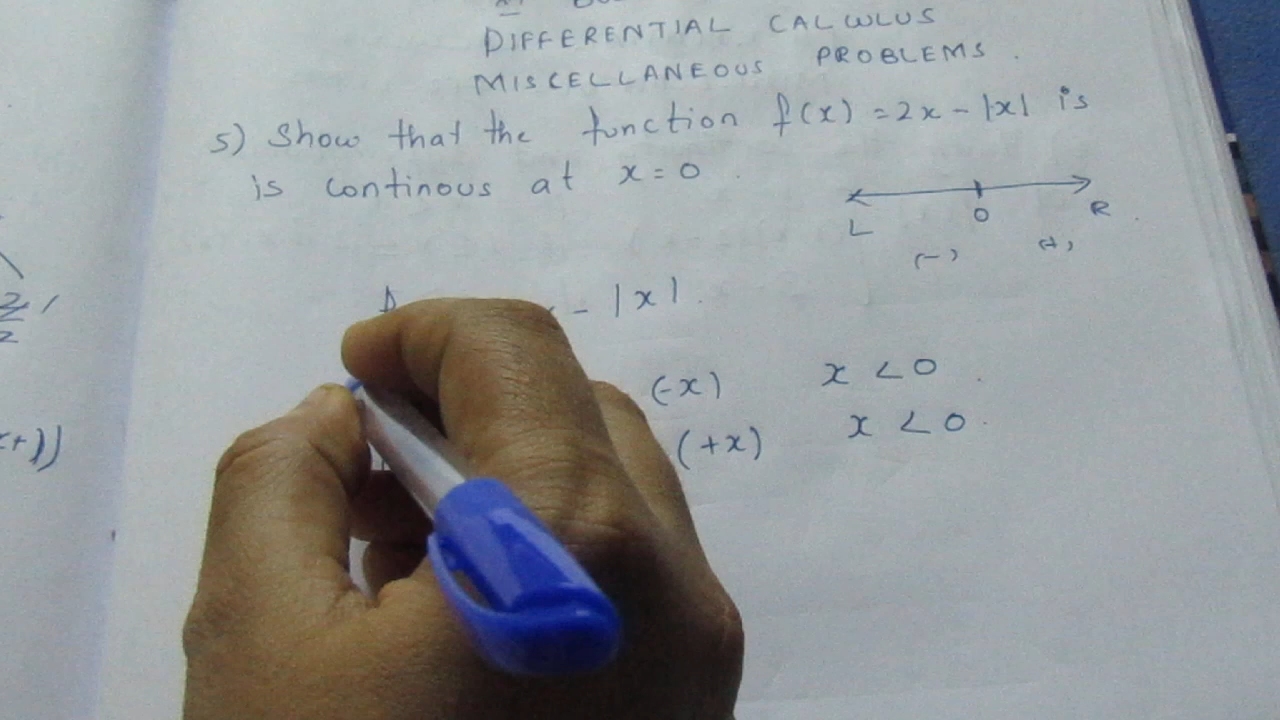 DIFFERENTIAL CALCULUS
MISCELLANEOUS PROBLEMS.
5) Show that the function f(x) = 2x - |x| is
is continous at x = 0.
L 0 R.
(-) (+)
- |x|.
(-x) x < 0.
(+x) x < 0.